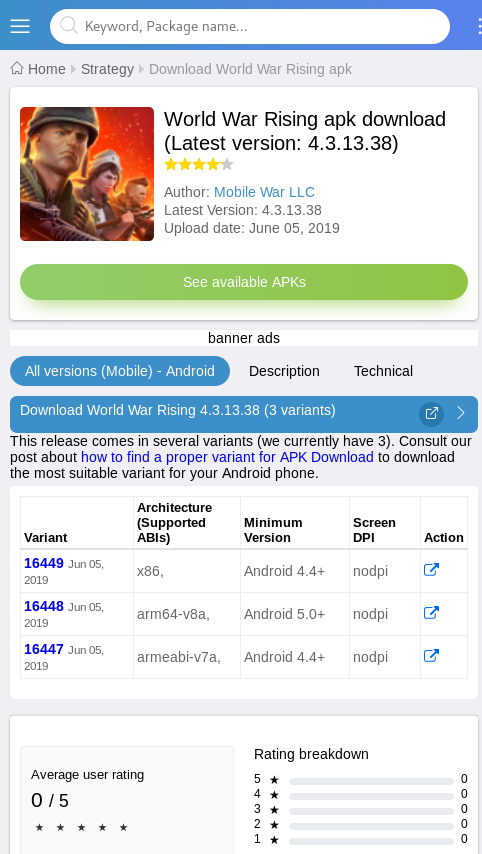 Keyword, Package name...
Home Strategy Download World War Rising apk
World War Rising apk download
(Latest version: 4.3.13.38)
Author: Mobile War LLC
Latest Version: 4.3.13.38
Upload date: June 05, 2019
See available APKs
banner ads
All versions (Mobile) - Android Description Technical
Download World War Rising 4.3.13.38 (3 variants)
This release comes in several variants (we currently have 3). Consult our
post about how to find a proper variant for APK Download to download
the most suitable variant for your Android phone.
Variant Architecture (Supported ABIs) Minimum Version Screen DPI Action
16449 Jun 05, 2019 x86, Android 4.4+ nodpi
16448 Jun 05, 2019 arm64-v8a, Android 5.0+ nodpi
16447 Jun 05, 2019 armeabi-v7a, Android 4.4+ nodpi
Average user rating
0 / 5
★ ★ ★ ★ ★
Rating breakdown
5 ★ 0
4 ★ 0
3 ★ 0
2 ★ 0
1 ★ 0